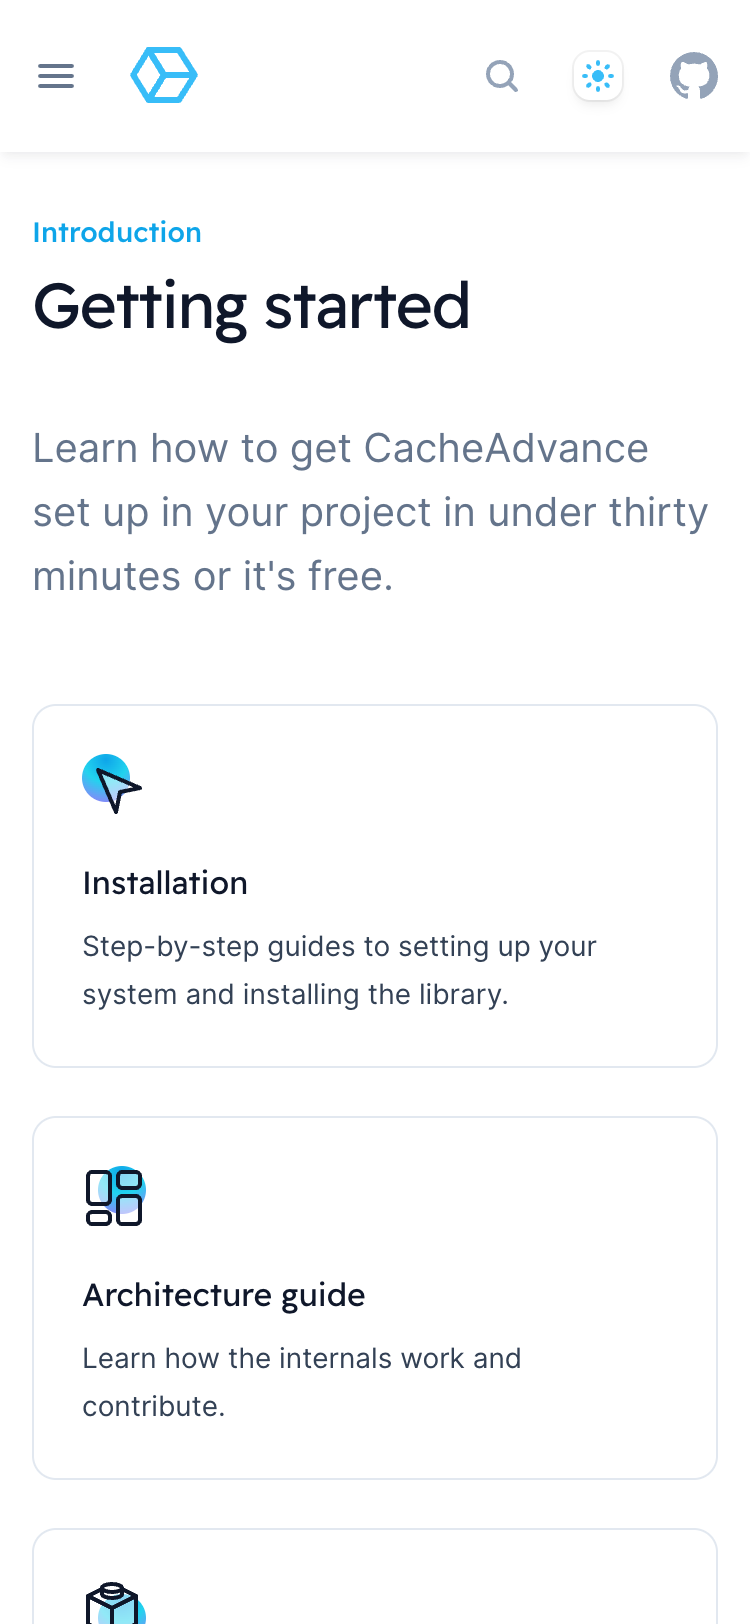 Introduction
Getting started
Learn how to get CacheAdvance
set up in your project in under thirty
minutes or it's free.
Installation
Step-by-step guides to setting up your
system and installing the library.
Architecture guide
Learn how the internals work and
contribute.